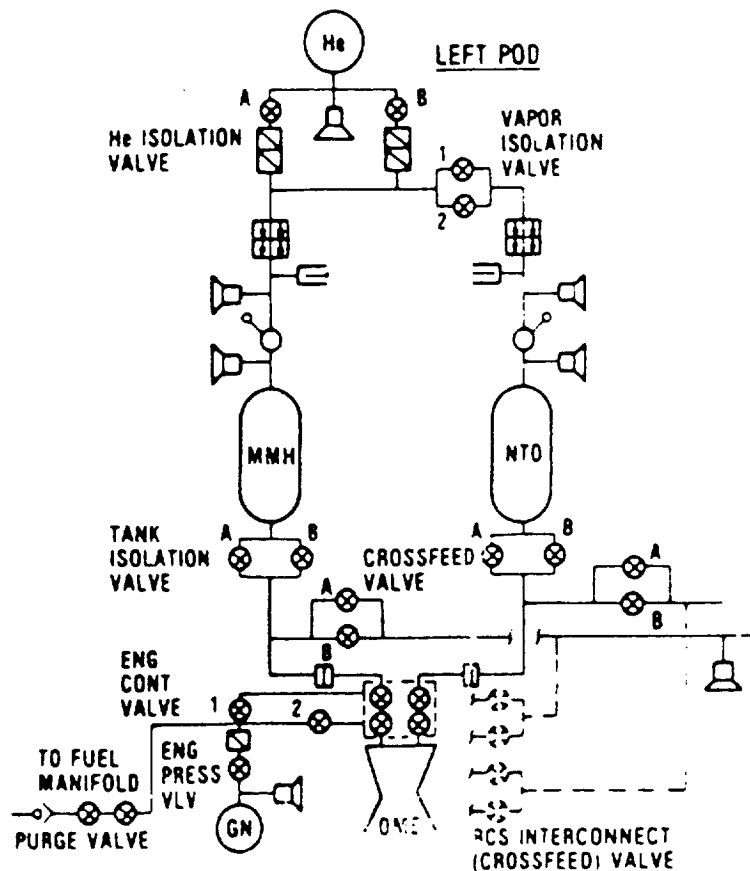 He
LEFT POD
A
B
He ISOLATION
VALVE
VAPOR
ISOLATION
VALVE
1
2
MMH
NTO
TANK
ISOLATION
VALVE
A
B
CROSSFEED
VALVE
A
B
A
B
A
B
ENG
CONT
VALVE
1
2
TO FUEL
MANIFOLD
PURGE VALVE
ENG
PRESS
VLV
GN
OME
RCS INTERCONNECT
(CROSSFEED) VALVE